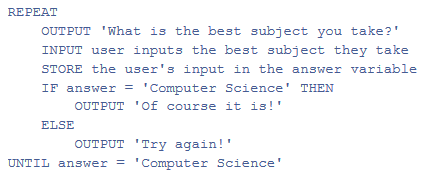 REPEAT
    OUTPUT 'What is the best subject you take?'
    INPUT user inputs the best subject they take
    STORE the user's input in the answer variable
    IF answer = 'Computer Science' THEN
        OUTPUT 'Of course it is!'
    ELSE
        OUTPUT 'Try again!'
UNTIL answer = 'Computer Science'